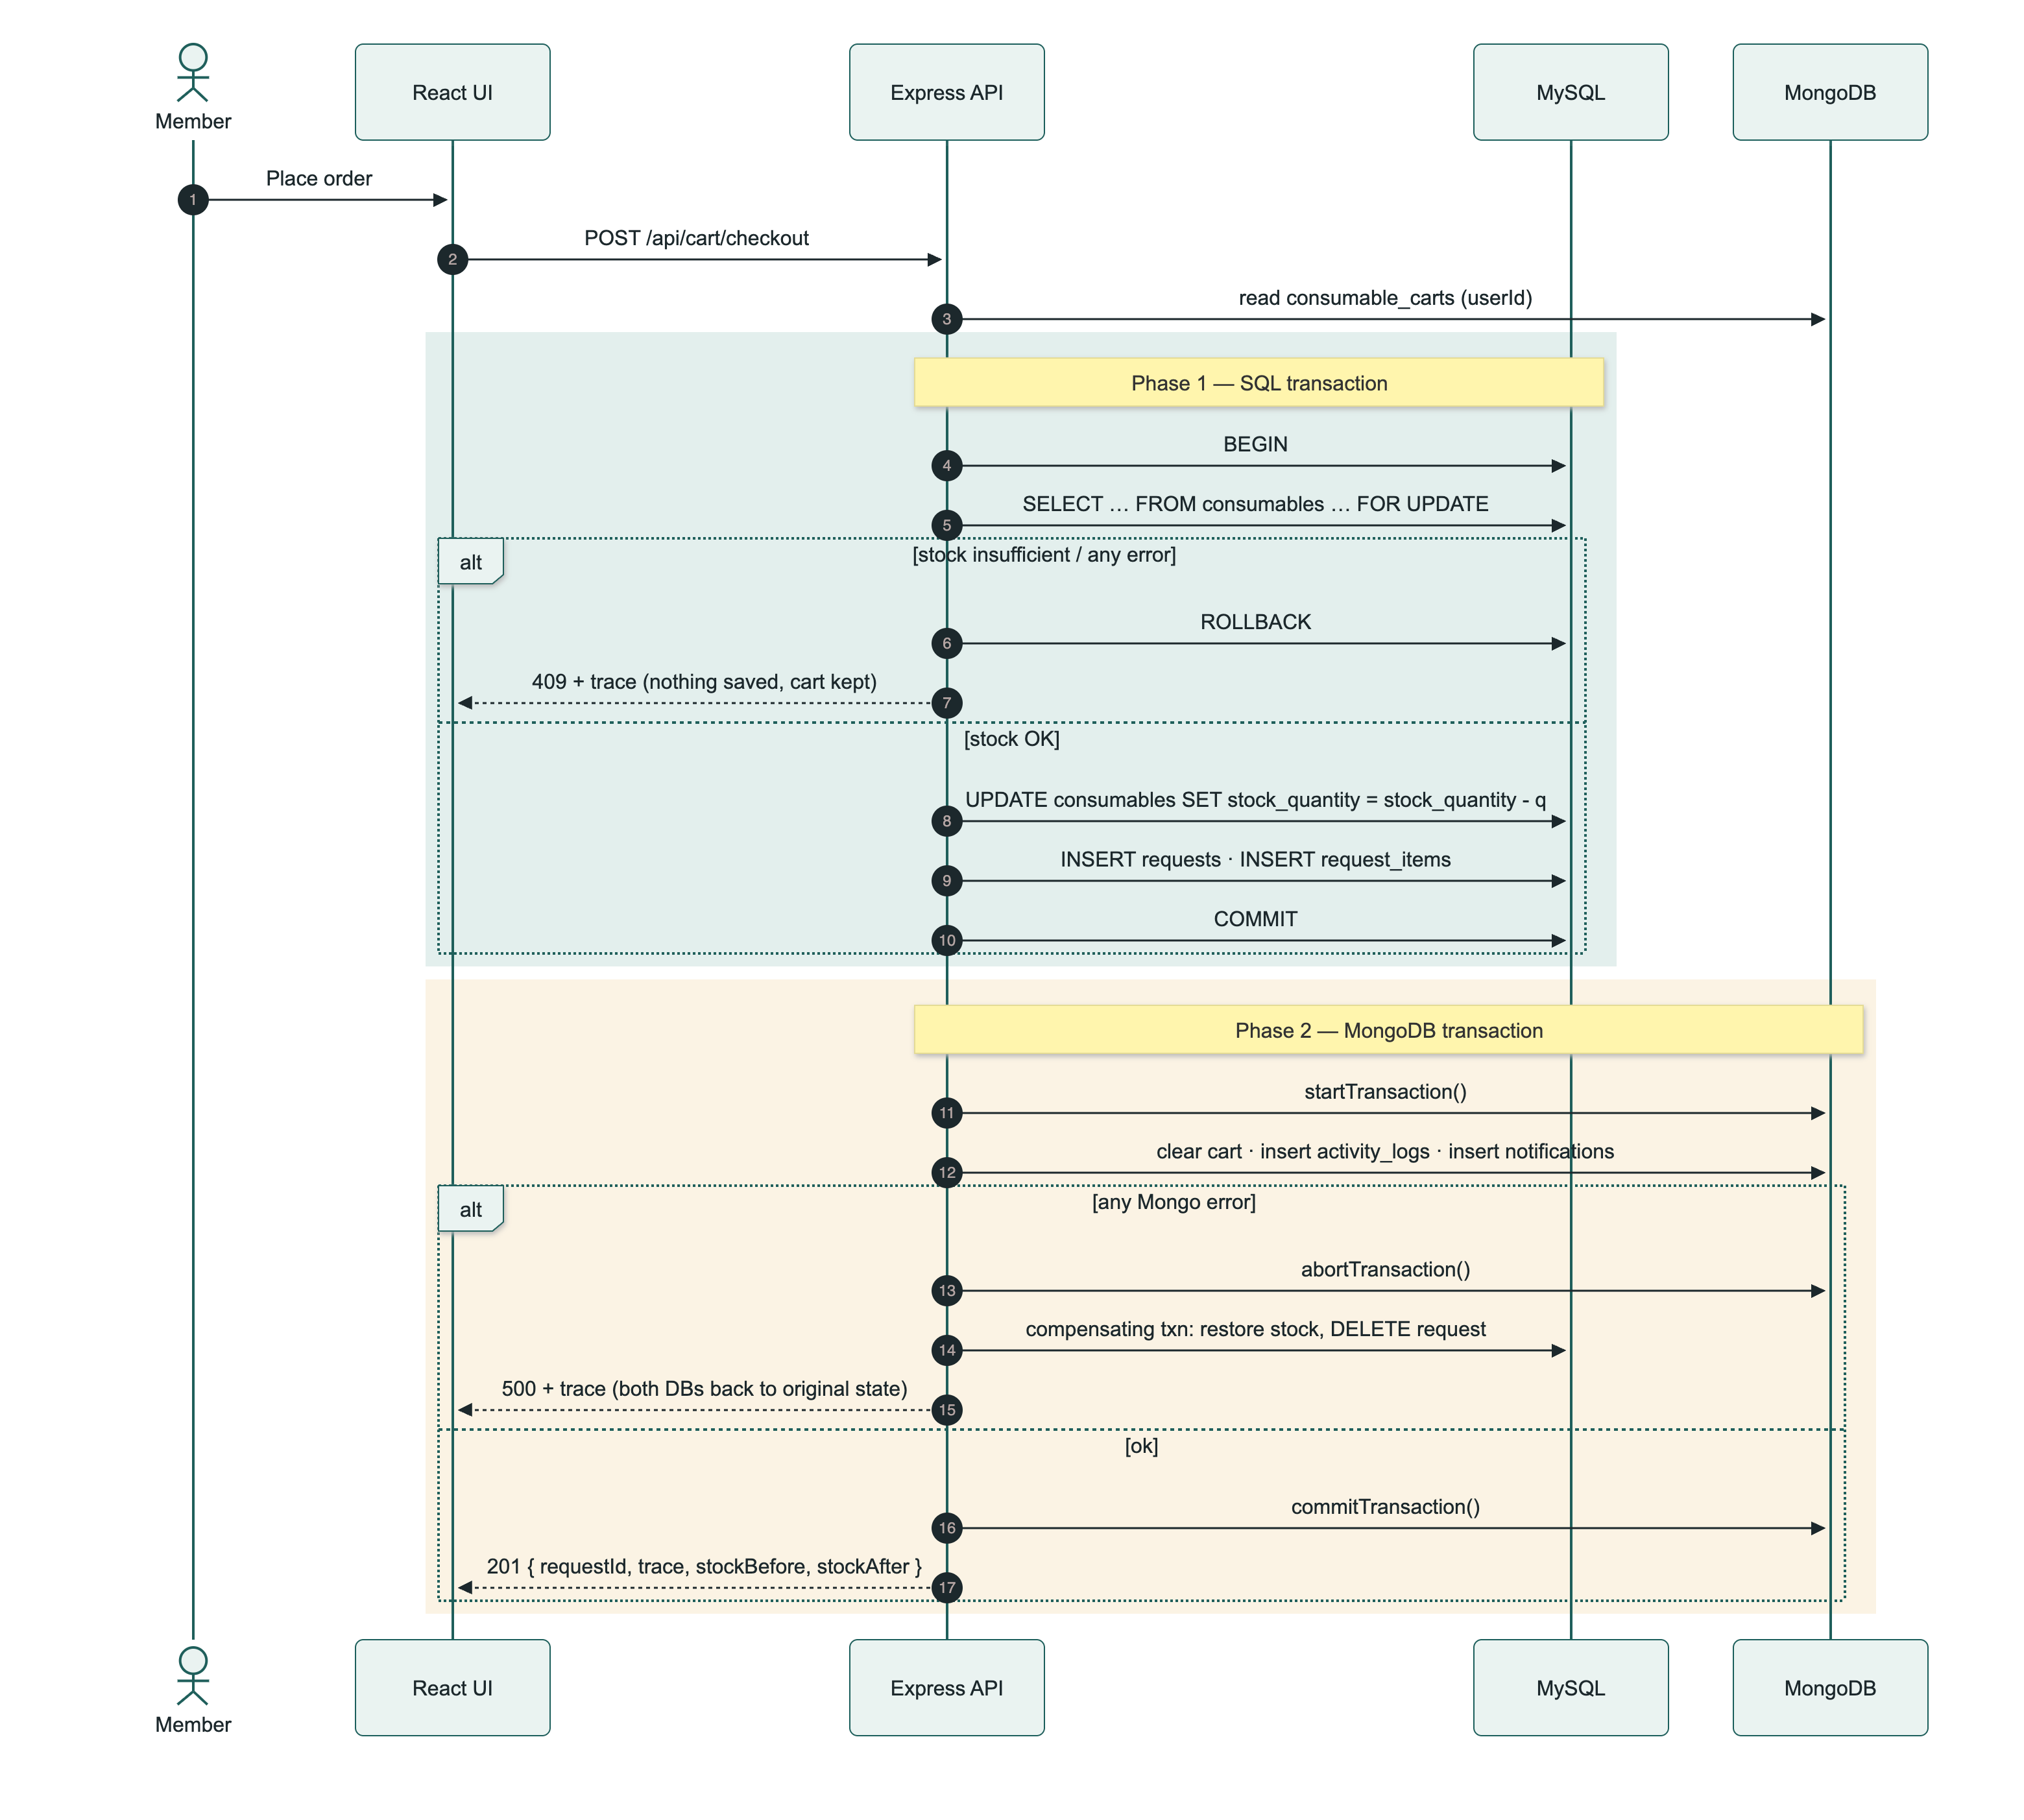 Member
React UI
Express API
MySQL
MongoDB
Place order
1
POST /api/cart/checkout
2
read consumable_carts (userId)
3
Phase 1 — SQL transaction
BEGIN
4
SELECT … FROM consumables … FOR UPDATE
5
alt
[stock insufficient / any error]
ROLLBACK
6
409 + trace (nothing saved, cart kept)
7
[stock OK]
UPDATE consumables SET stock_quantity = stock_quantity - q
8
INSERT requests · INSERT request_items
9
COMMIT
10
Phase 2 — MongoDB transaction
startTransaction()
11
clear cart · insert activity_logs · insert notifications
12
alt
[any Mongo error]
abortTransaction()
13
compensating txn: restore stock, DELETE request
14
500 + trace (both DBs back to original state)
15
[ok]
commitTransaction()
16
201 { requestId, trace, stockBefore, stockAfter }
17
Member
React UI
Express API
MySQL
MongoDB